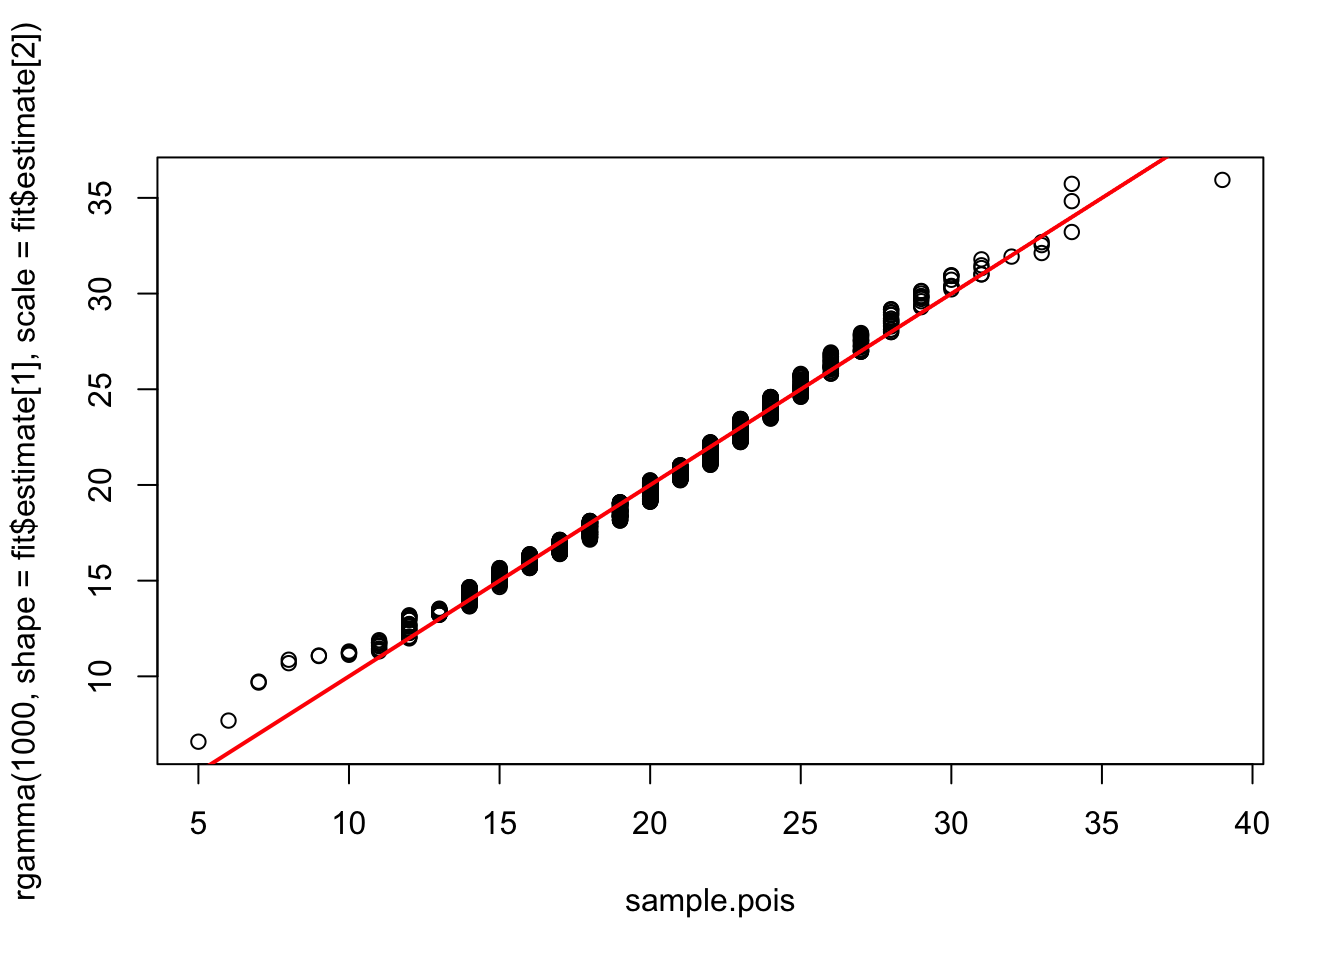 rgamma(1000, shape = fit$estimate[1], scale = fit$estimate[2])
35
30
25
20
15
10
5 10 15 20 25 30 35 40
sample.pois